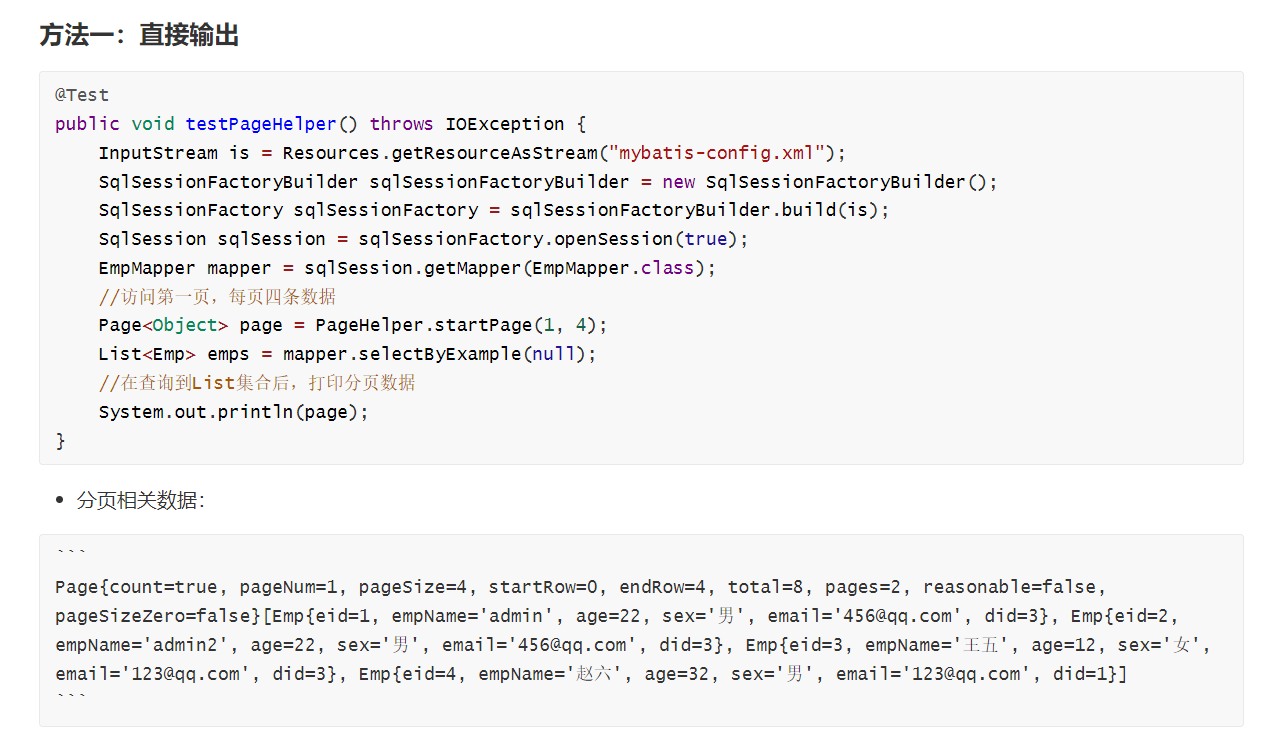 方法一：直接输出
@Test
public void testPageHelper() throws IOException {
    InputStream is = Resources.getResourceAsStream("mybatis-config.xml");
    SqlSessionFactoryBuilder sqlSessionFactoryBuilder = new SqlSessionFactoryBuilder();
    SqlSessionFactory sqlSessionFactory = sqlSessionFactoryBuilder.build(is);
    SqlSession sqlSession = sqlSessionFactory.openSession(true);
    EmpMapper mapper = sqlSession.getMapper(EmpMapper.class);
    //访问第一页，每页四条数据
    Page<Object> page = PageHelper.startPage(1, 4);
    List<Emp> emps = mapper.selectByExample(null);
    //在查询到List集合后，打印分页数据
    System.out.println(page);
}
• 分页相关数据：
```
Page{count=true, pageNum=1, pageSize=4, startRow=0, endRow=4, total=8, pages=2, reasonable=false,
pageSizeZero=false}[Emp{eid=1, empName='admin', age=22, sex='男', email='456@qq.com', did=3}, Emp{eid=2,
empName='admin2', age=22, sex='男', email='456@qq.com', did=3}, Emp{eid=3, empName='王五', age=12, sex='女',
email='123@qq.com', did=3}, Emp{eid=4, empName='赵六', age=32, sex='男', email='123@qq.com', did=1}]
```